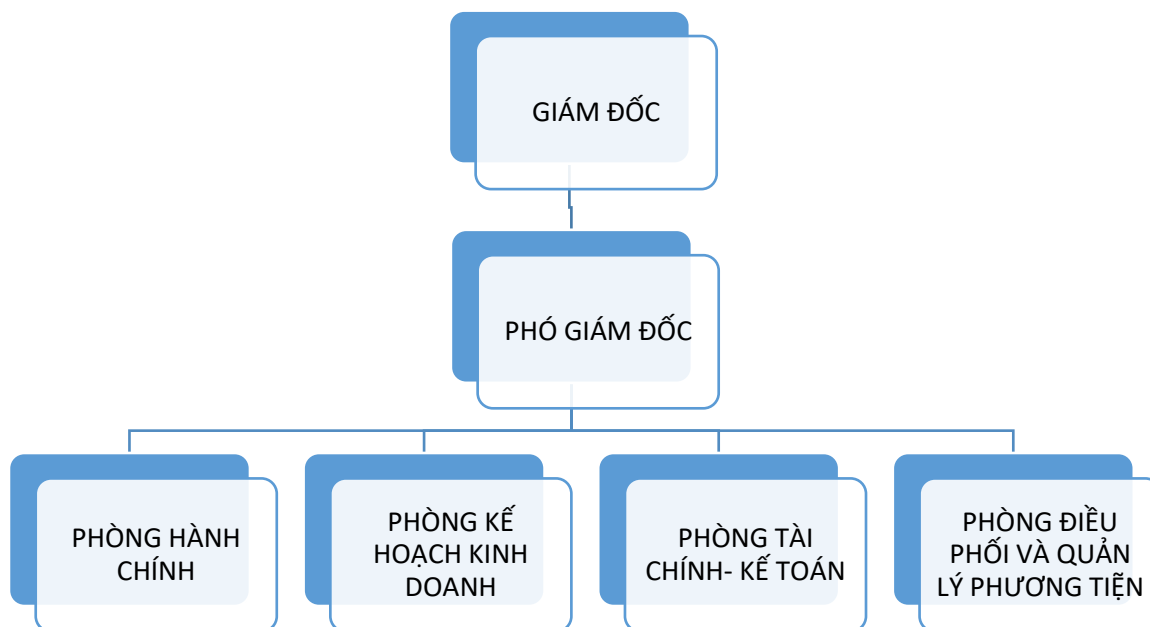 GIÁM ĐỐC
PHÓ GIÁM ĐỐC
PHÒNG HÀNH
CHÍNH
PHÒNG KẾ
HOẠCH KINH
DOANH
PHÒNG TÀI
CHÍNH- KẾ TOÁN
PHÒNG ĐIỀU
PHỐI VÀ QUẢN
LÝ PHƯƠNG TIỆN